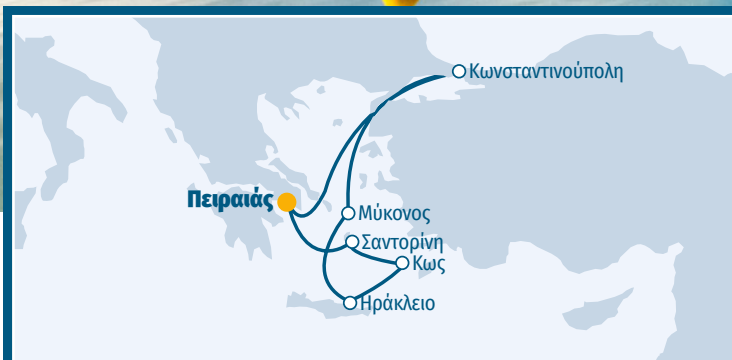 Κωνσταντινούπολη
Πειραιάς
Μύκονος
Σαντορίνη
Κως
Ηράκλειο